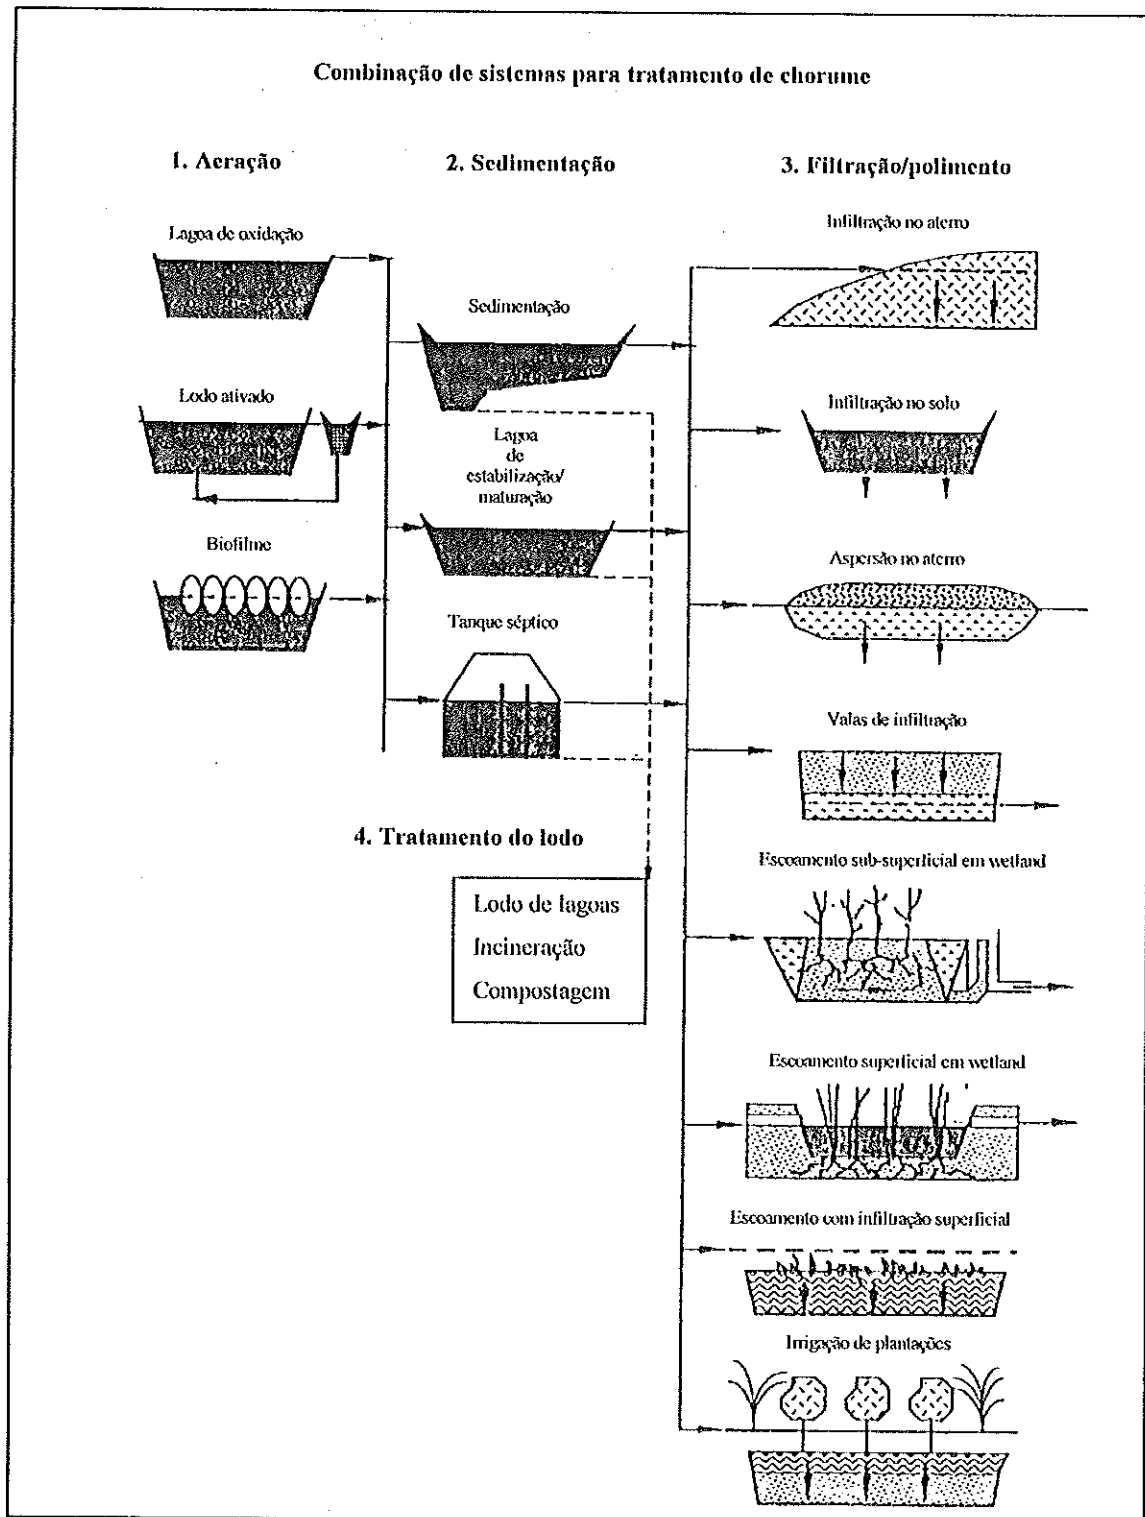 Combinação de sistemas para tratamento de chorume
1. Aeração
2. Sedimentação
3. Filtração/polimento
Lagoa de oxidação
Lodo ativado
Biofilme
Sedimentação
Lagoa
de
estabilização/
maturação
Tanque séptico
4. Tratamento do lodo
Lodo de lagoas
Incineração
Compostagem
Infiltração no aterro
Infiltração no solo
Aspersão no aterro
Valas de infiltração
Escoamento sub-superficial em wetland
Escoamento superficial em wetland
Escoamento com infiltração superficial
Irrigação de plantações